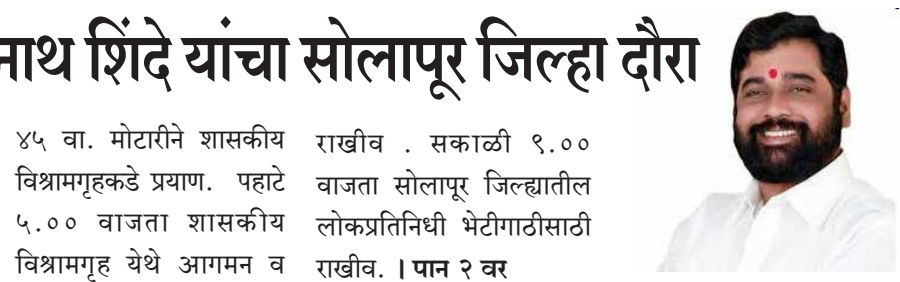 नाथ शिंदे यांचा सोलापूर जिल्हा दौरा
४५ वा. मोटारीने शासकीय
विश्रामगृहकडे प्रयाण. पहाटे
५.०० वाजता शासकीय
विश्रामगृह येथे आगमन व
राखीव . सकाळी ९.००
वाजता सोलापूर जिल्ह्यातील
लोकप्रतिनिधी भेटीगाठीसाठी
राखीव. । पान २ वर